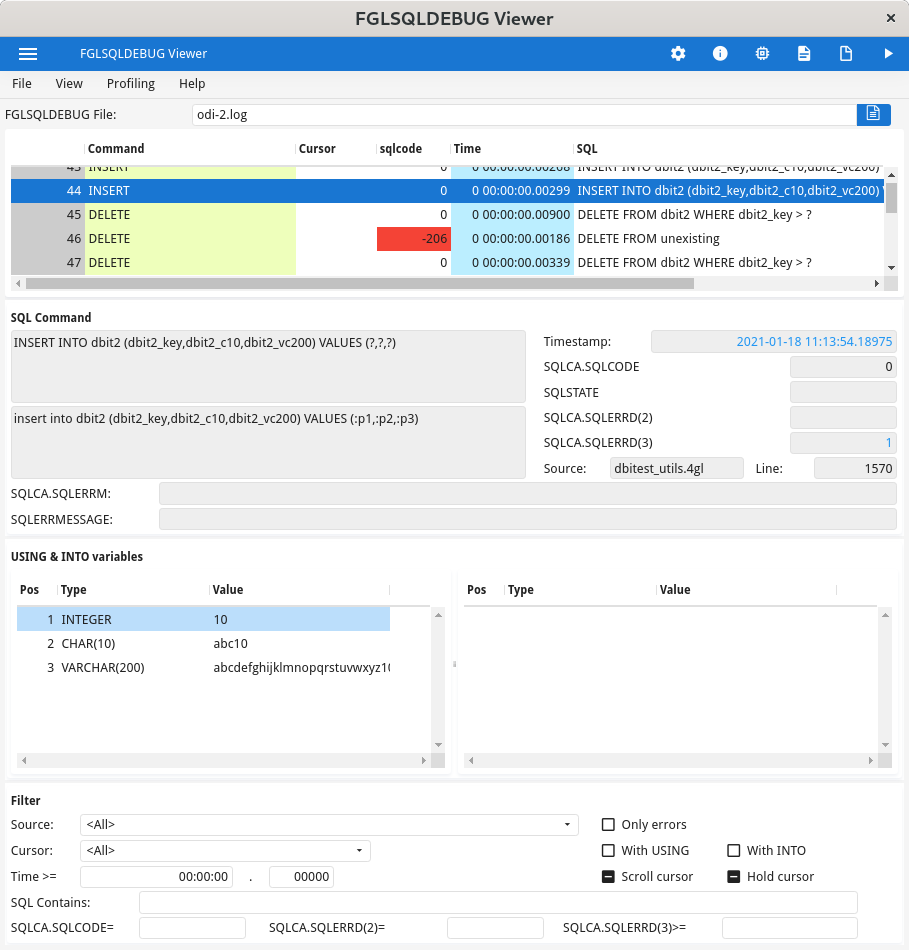 FGLSQLDEBUG Viewer
FGLSQLDEBUG Viewer
File View Profiling Help
FGLSQLDEBUG File: odi-2.log
Command Cursor sqlcode Time SQL
43 INSERT 0 0 00:00:00.00288 INSERT INTO dbit2 (dbit2_key,dbit2_c10,dbit2_vc200)
44 INSERT 0 0 00:00:00.00299 INSERT INTO dbit2 (dbit2_key,dbit2_c10,dbit2_vc200)
45 DELETE 0 0 00:00:00.00900 DELETE FROM dbit2 WHERE dbit2_key > ?
46 DELETE -206 0 00:00:00.00186 DELETE FROM unexisting
47 DELETE 0 0 00:00:00.00339 DELETE FROM dbit2 WHERE dbit2_key > ?
SQL Command
INSERT INTO dbit2 (dbit2_key,dbit2_c10,dbit2_vc200) VALUES (?,?,?)
insert into dbit2 (dbit2_key,dbit2_c10,dbit2_vc200) VALUES (:p1,:p2,:p3)
Timestamp: 2021-01-18 11:13:54.18975
SQLCA.SQLCODE 0
SQLSTATE
SQLCA.SQLERRD(2)
SQLCA.SQLERRD(3) 1
Source: dbitest_utils.4gl Line: 1570
SQLCA.SQLERRM:
SQLERRMESSAGE:
USING & INTO variables
Pos Type Value Pos Type Value
1 INTEGER 10
2 CHAR(10) abc10
3 VARCHAR(200) abcdefghijklmnopqrstuvwxyz10
Filter
Source: <All> Only errors
Cursor: <All> With USING With INTO
Time >= 00:00:00 . 00000 Scroll cursor Hold cursor
SQL Contains:
SQLCA.SQLCODE= SQLCA.SQLERRD(2)= SQLCA.SQLERRD(3)>=